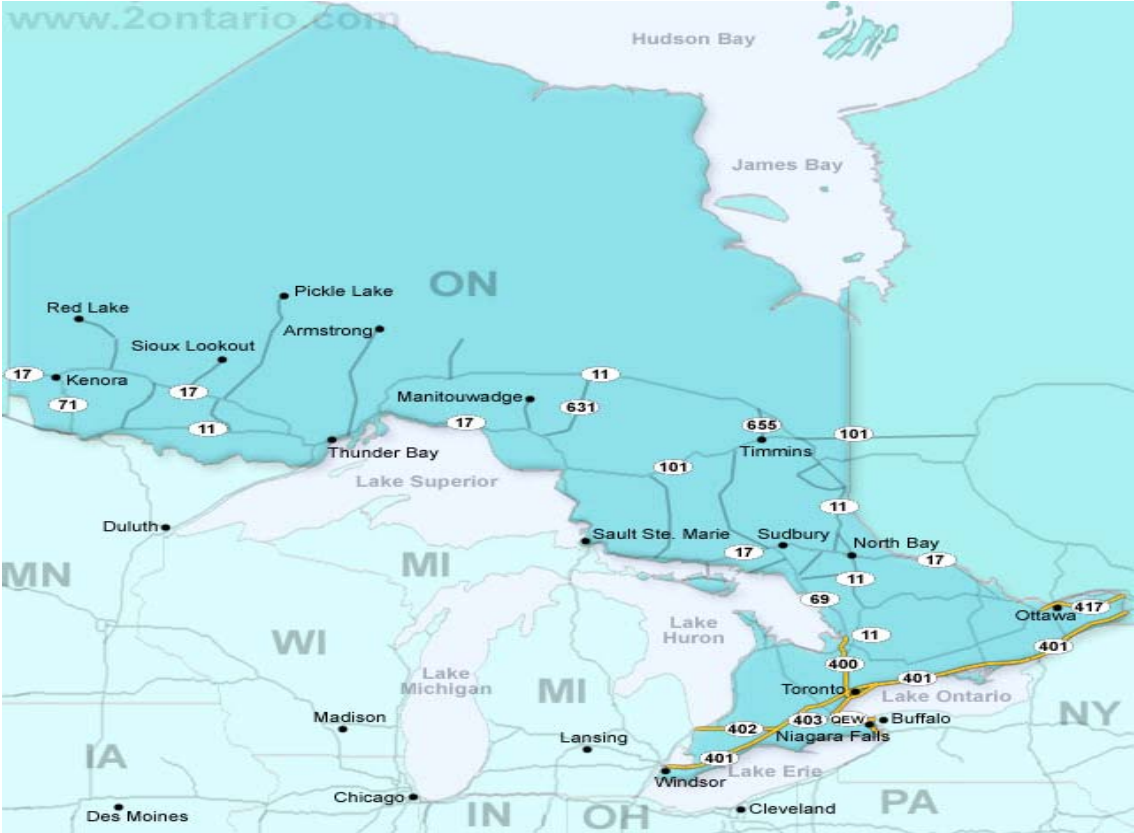 www.2ontario.com
Hudson Bay
James Bay
ON
Pickle Lake
Red Lake
Armstrong
Sioux Lookout
17
Kenora
11
17
Manitouwadge
71
631
17
11
655
101
Thunder Bay
Timmins
101
Lake Superior
11
Duluth
Sault Ste. Marie
Sudbury
North Bay
17
17
MN
MI
11
69
417
Ottawa
Lake
Huron
11
WI
401
400
Lake
Michigan
401
MI
Toronto
Lake Ontario
NY
Madison
403
QEW
Buffalo
402
Niagara Falls
Lansing
IA
401
Lake Erie
Windsor
Chicago
PA
Des Moines
IN
OH
Cleveland